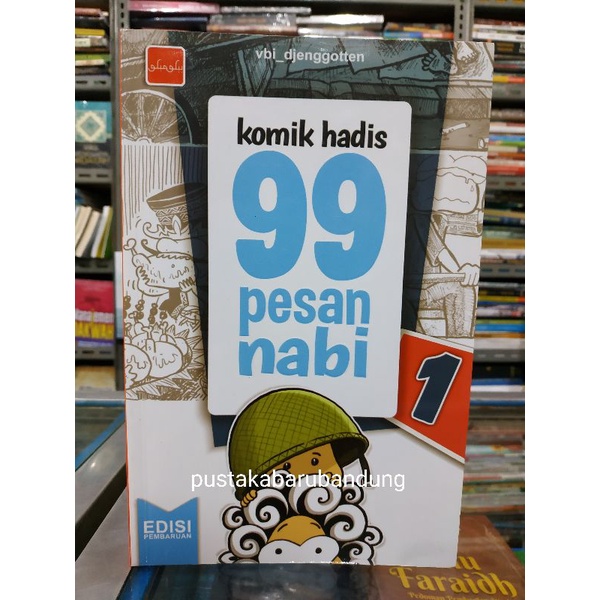 vbi_djenggotten
komik hadis
99
pesan
nabi
1
pustakabarubandung
EDISI
PEMBARUAN
Faraidh